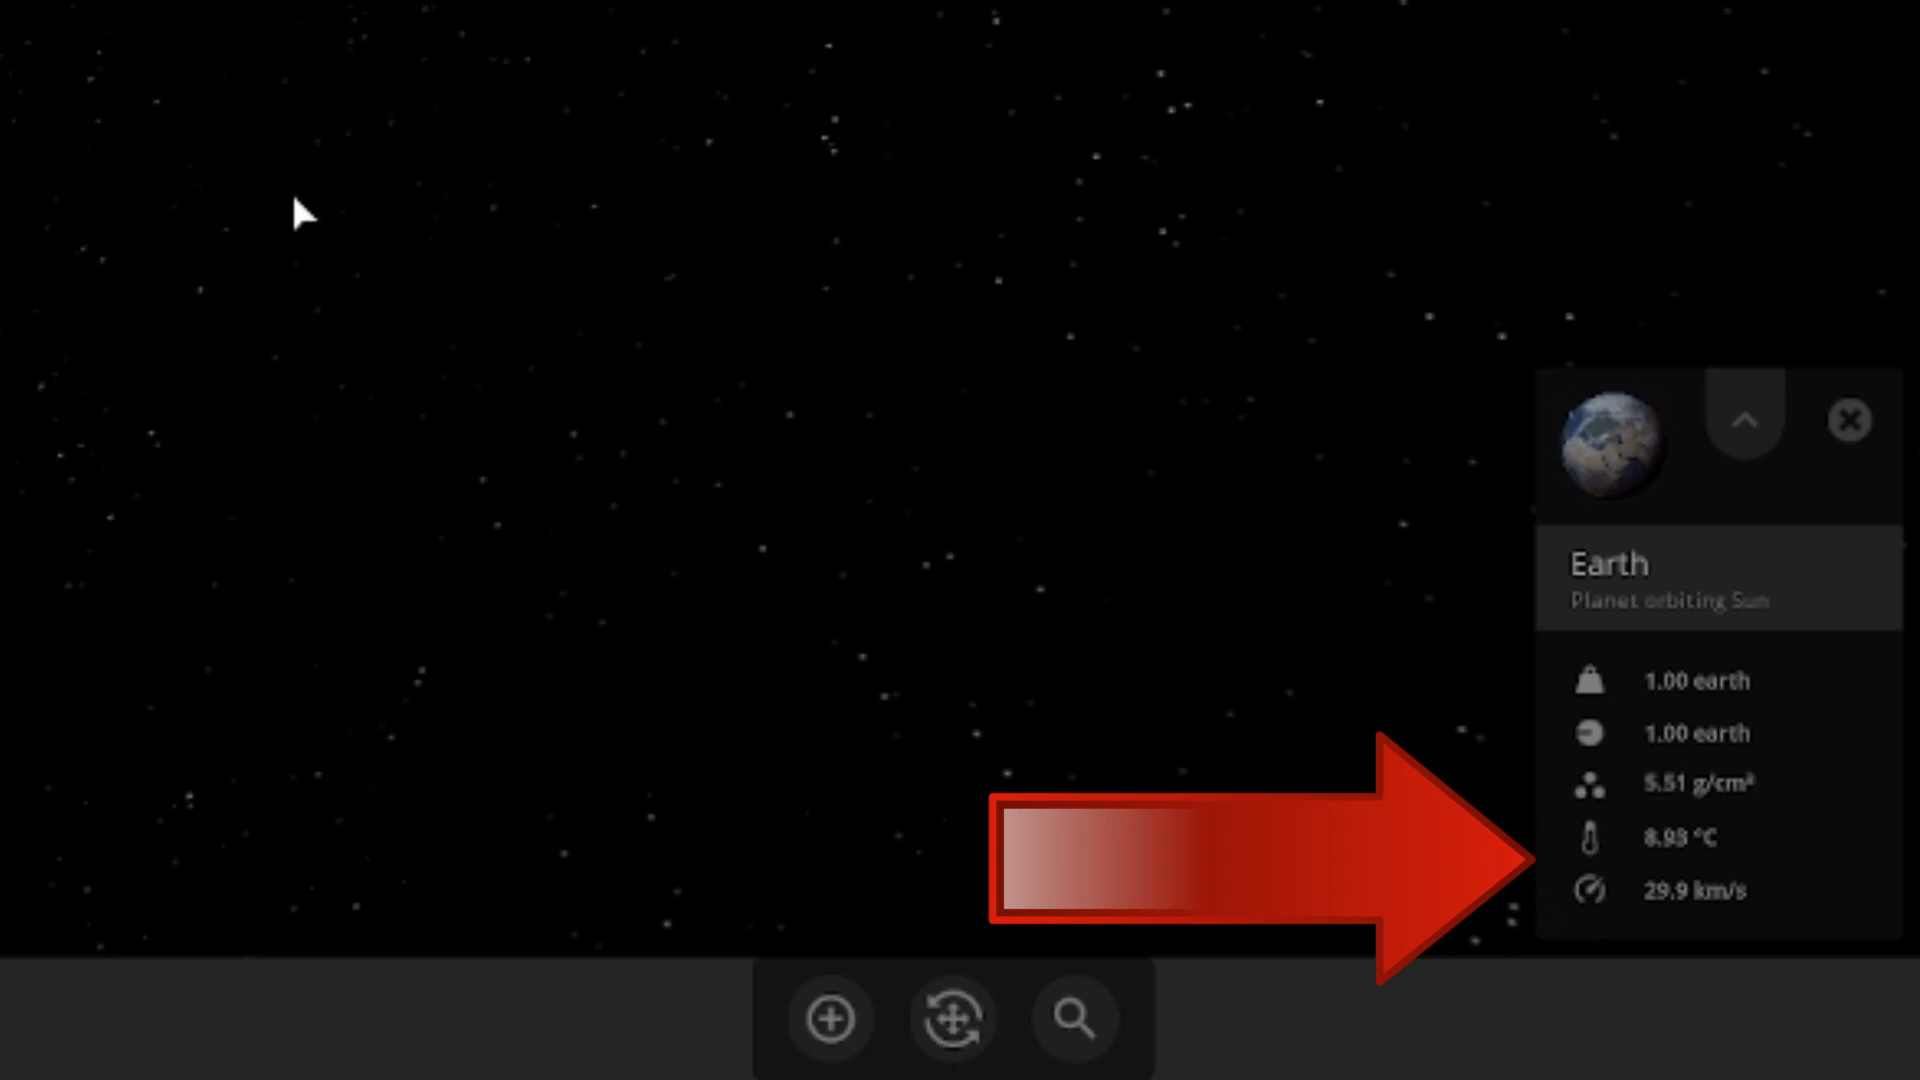 Earth
Planet orbiting Sun
1.00 earth
1.00 earth
5.51 g/cm³
8.93 °C
29.9 km/s